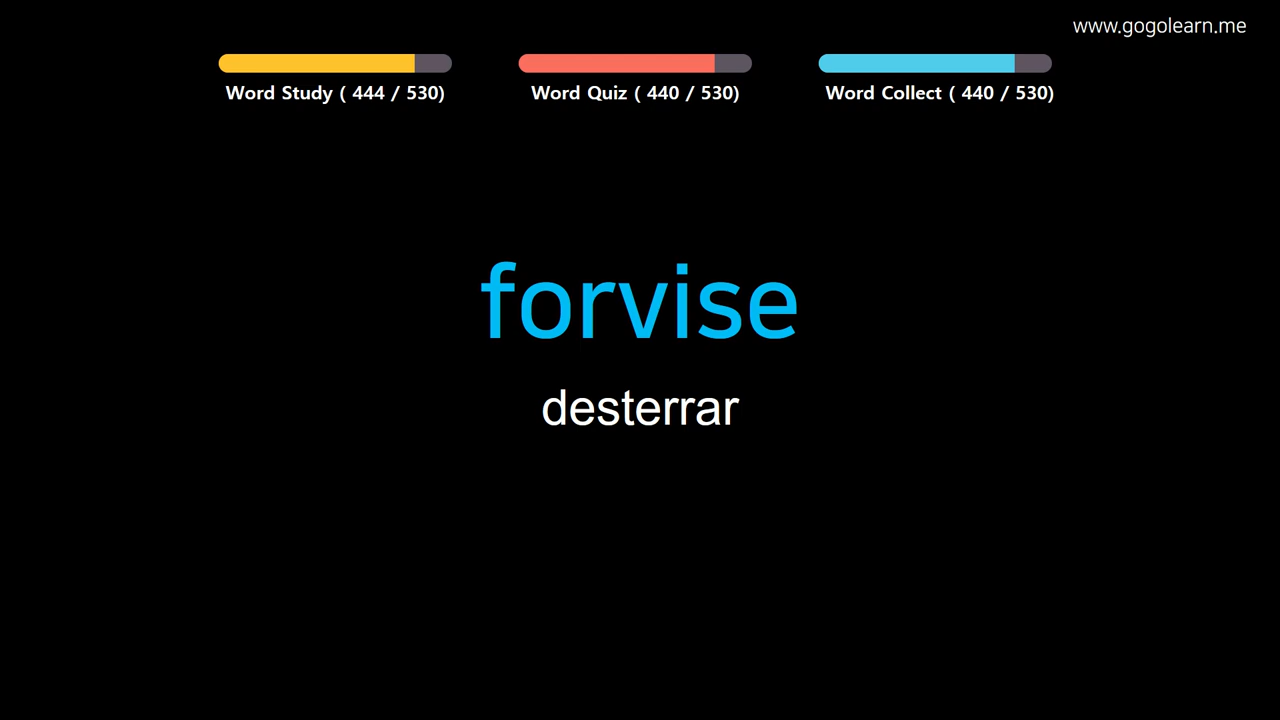 www.gogolearn.me
Word Study ( 444 / 530)
Word Quiz ( 440 / 530)
Word Collect ( 440 / 530)
forvise
desterrar